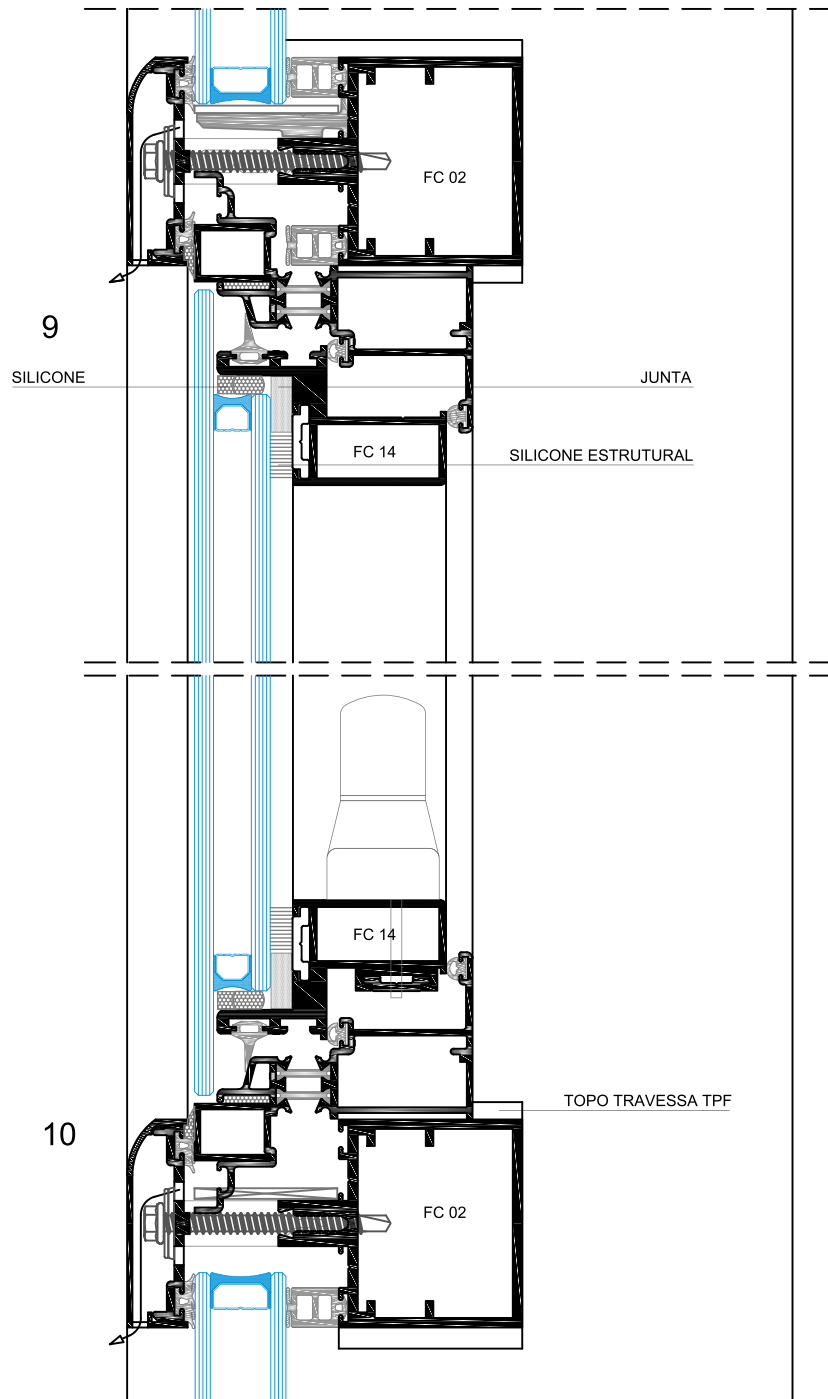 FC 02
9
SILICONE
JUNTA
FC 14
SILICONE ESTRUTURAL
FC 14
TOPO TRAVESSA TPF
10
FC 02